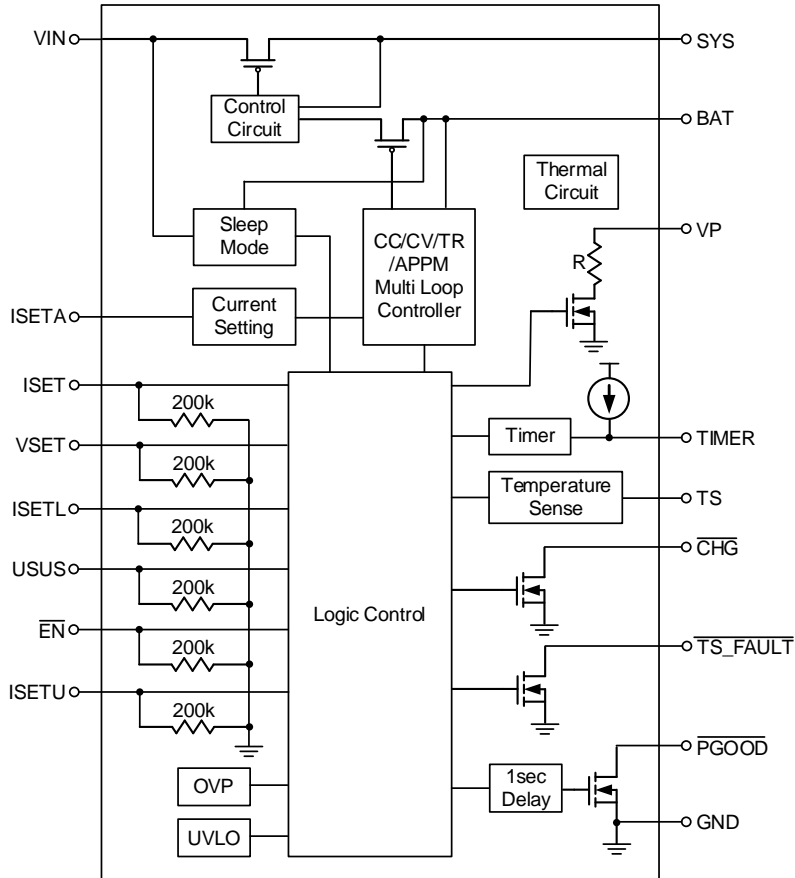 VIN
SYS
Control
Circuit
BAT
Thermal
Circuit
Sleep
Mode
CC/CV/TR
/APPM
Multi Loop
Controller
VP
R
ISETA
Current
Setting
ISET
200k
VSET
200k
Timer
TIMER
ISETL
200k
Temperature
Sense
TS
USUS
200k
CHG
EN
200k
Logic Control
TS_FAULT
ISETU
200k
PGOOD
OVP
1sec
Delay
GND
UVLO